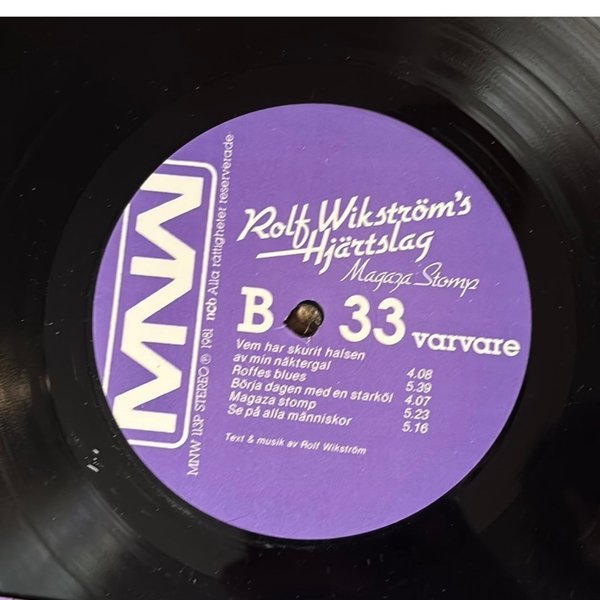 MNW
MNW 113P STEREO ℗ 1981 ncb Alla rättigheter reserverade
Rolf Wikström's
Hjärtslag
Magaza Stomp
B 33 varvare
Vem har skurit halsen
av min näktergal 4.08
Roffes blues 5.39
Börja dagen med en starköl 4.07
Magaza stomp 5.23
Se på alla människor 5.16
Text & musik av Rolf Wikström